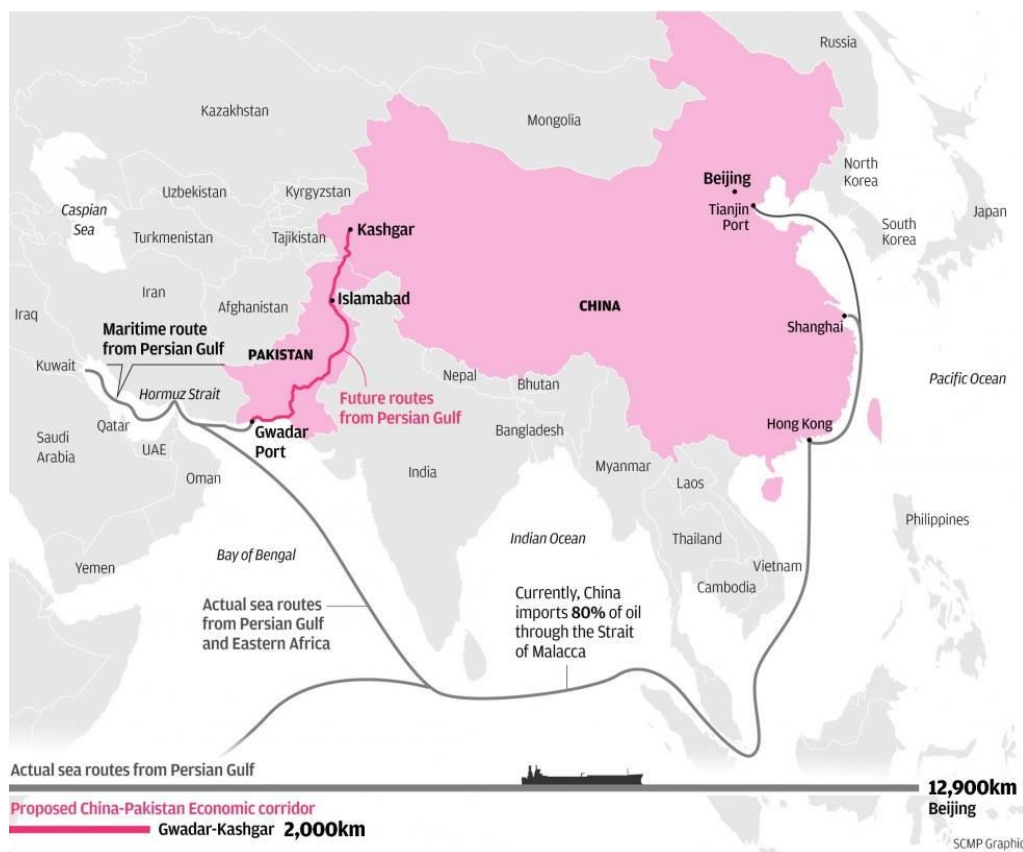 Russia
Kazakhstan
Mongolia
North
Korea
Beijing
Uzbekistan
Kyrgyzstan
Caspian
Sea
Tianjin
Port
Japan
South
Korea
Turkmenistan
Tajikistan
Kashgar
Iran
Afghanistan
Islamabad
CHINA
Iraq
Shanghai
Maritime route
from Persian Gulf
PAKISTAN
Kuwait
Nepal
Bhutan
Pacific Ocean
Hormuz Strait
Future routes
from Persian Gulf
Qatar
Gwadar
Port
Hong Kong
Bangladesh
Saudi
Arabia
UAE
Oman
India
Myanmar
Laos
Philippines
Indian Ocean
Thailand
Bay of Bengal
Yemen
Vietnam
Cambodia
Currently, China
imports 80% of oil
through the Strait
of Malacca
Actual sea routes
from Persian Gulf
and Eastern Africa
Actual sea routes from Persian Gulf
12,900km
Beijing
Proposed China-Pakistan Economic corridor
Gwadar-Kashgar 2,000km
SCMP Graphic